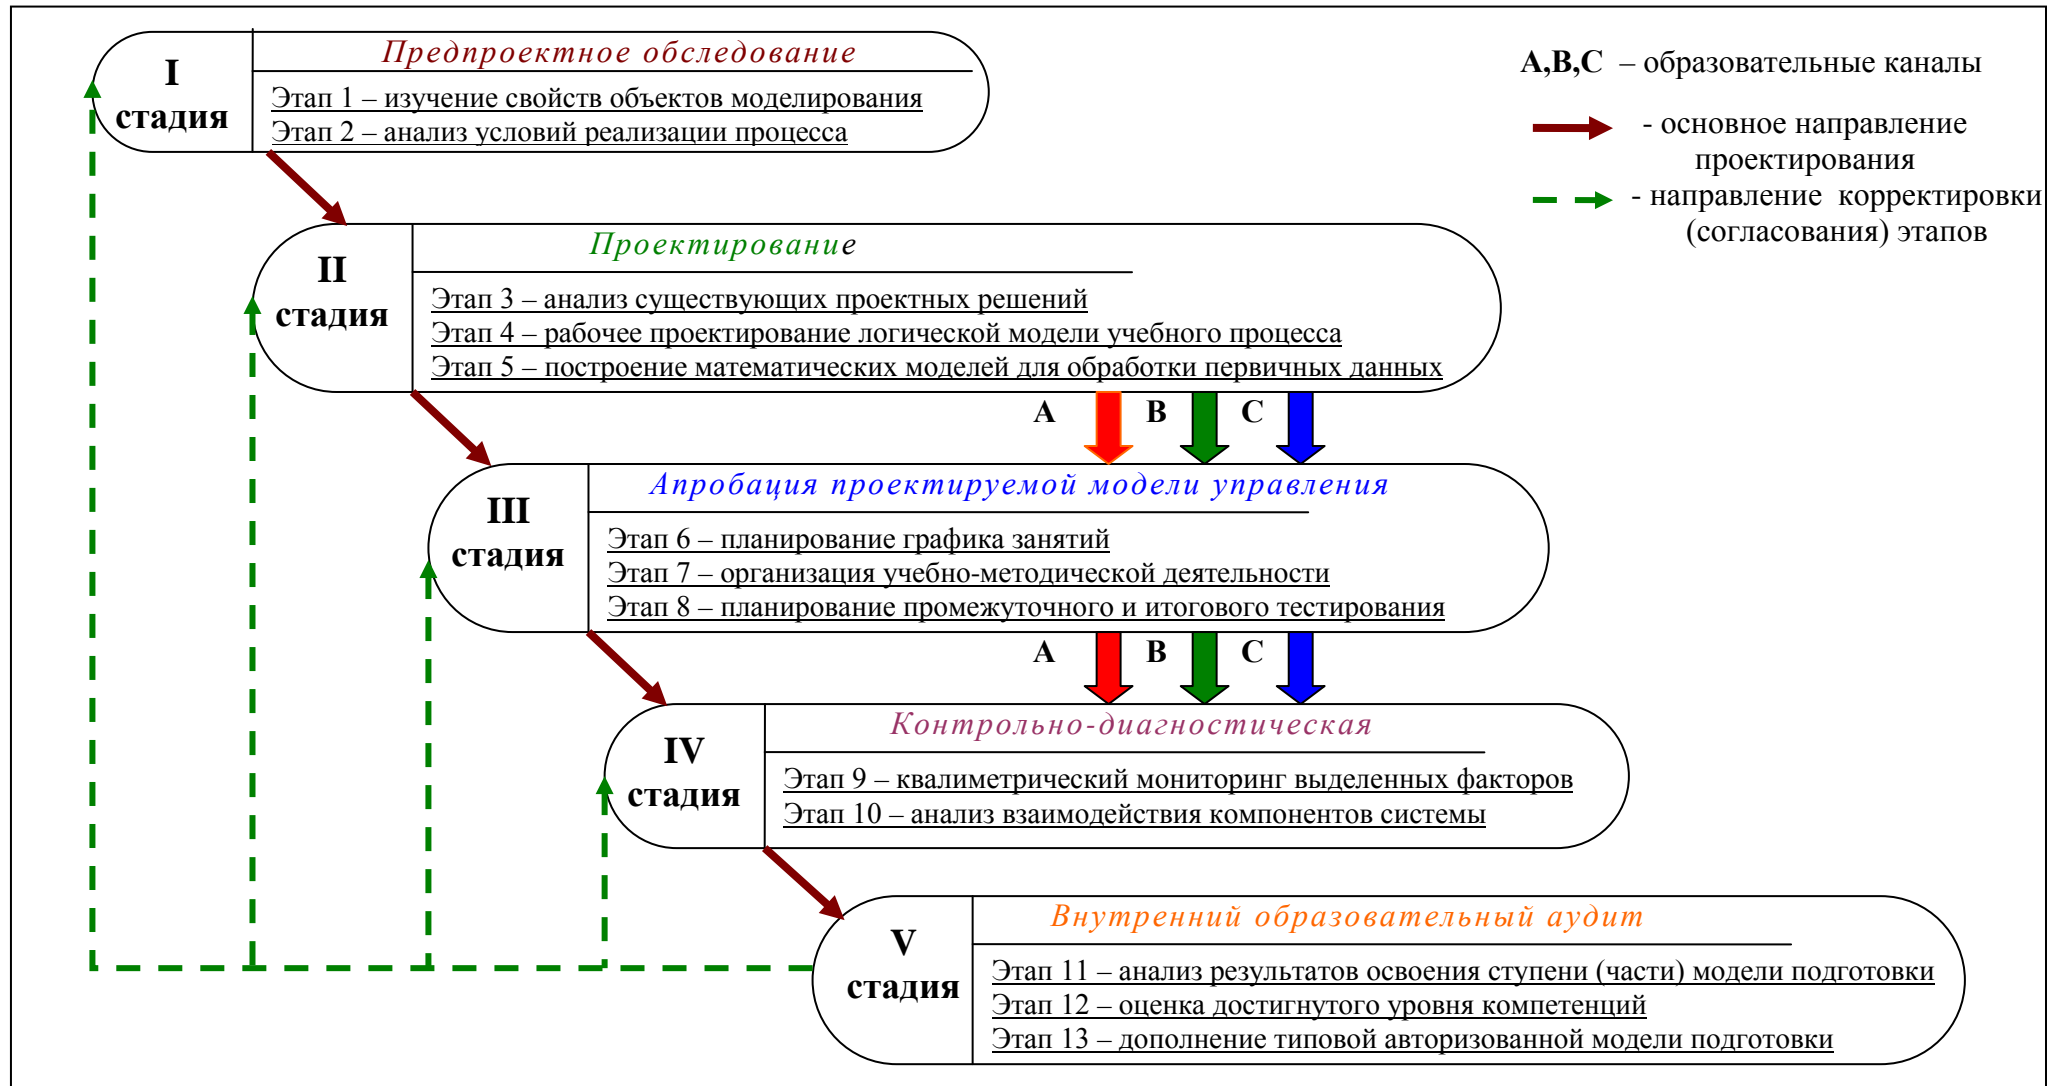 I
стадия
Предпроектное обследование
Этап 1 – изучение свойств объектов моделирования
Этап 2 – анализ условий реализации процесса
A,B,C – образовательные каналы
- основное направление
проектирования
- направление корректировки
(согласования) этапов
II
стадия
Проектирование
Этап 3 – анализ существующих проектных решений
Этап 4 – рабочее проектирование логической модели учебного процесса
Этап 5 – построение математических моделей для обработки первичных данных
A B C
III
стадия
Апробация проектируемой модели управления
Этап 6 – планирование графика занятий
Этап 7 – организация учебно-методической деятельности
Этап 8 – планирование промежуточного и итогового тестирования
A B C
IV
стадия
Контрольно-диагностическая
Этап 9 – квалиметрический мониторинг выделенных факторов
Этап 10 – анализ взаимодействия компонентов системы
V
стадия
Внутренний образовательный аудит
Этап 11 – анализ результатов освоения ступени (части) модели подготовки
Этап 12 – оценка достигнутого уровня компетенций
Этап 13 – дополнение типовой авторизованной модели подготовки